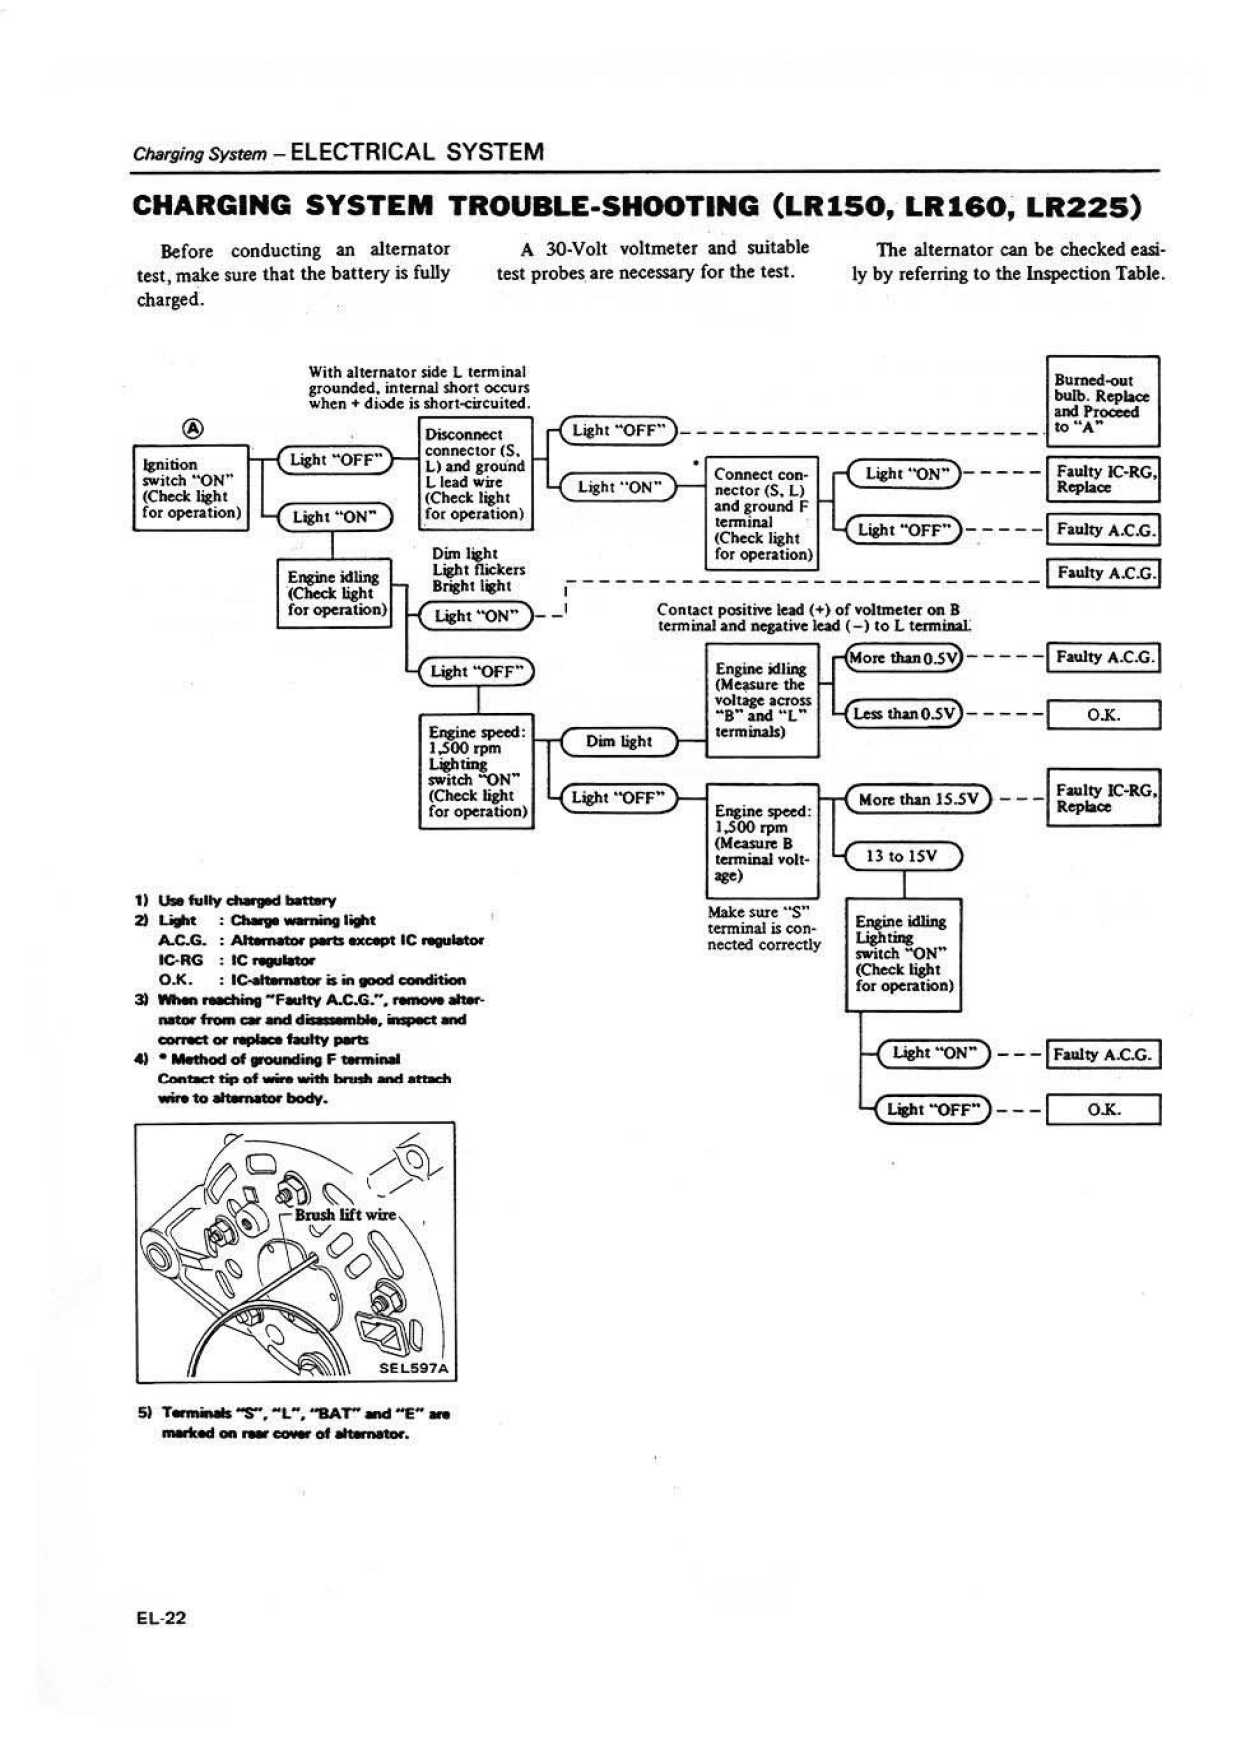 Charging System – ELECTRICAL SYSTEM
CHARGING SYSTEM TROUBLE-SHOOTING (LR150, LR160, LR225)
Before conducting an alternator
test, make sure that the battery is fully
charged.
A 30-Volt voltmeter and suitable
test probes are necessary for the test.
The alternator can be checked easi-
ly by referring to the Inspection Table.
With alternator side L terminal
grounded, internal short occurs
when + diode is short-circuited.
A
Ignition
switch "ON"
(Check light
for operation)
Light "OFF"
Light "ON"
Disconnect
connector (S,
L) and ground
L lead wire
(Check light
for operation)
Light "OFF"
Light "ON"
Burned-out
bulb. Replace
and Proceed
to "A"
*
Connect con-
nector (S, L)
and ground F
terminal
(Check light
for operation)
Light "ON"
Faulty IC-RG,
Replace
Light "OFF"
Faulty A.C.G.
Engine idling
(Check light
for operation)
Dim light
Light flickers
Bright light
Light "ON"
Faulty A.C.G.
Light "OFF"
Contact positive lead (+) of voltmeter on B
terminal and negative lead (–) to L terminal.
Engine idling
(Measure the
voltage across
"B" and "L"
terminals)
More than 0.5V
Faulty A.C.G.
Less than 0.5V
O.K.
Engine speed:
1,500 rpm
Lighting
switch "ON"
(Check light
for operation)
Dim light
Light "OFF"
Engine speed:
1,500 rpm
(Measure B
terminal volt-
age)
Make sure "S"
terminal is con-
nected correctly
More than 15.5V
Faulty IC-RG,
Replace
13 to 15V
Engine idling
Lighting
switch "ON"
(Check light
for operation)
Light "ON"
Faulty A.C.G.
Light "OFF"
O.K.
1) Use fully charged battery
2) Light : Charge warning light
A.C.G. : Alternator parts except IC regulator
IC-RG : IC regulator
O.K. : IC-alternator is in good condition
3) When reaching "Faulty A.C.G.", remove alter-
nator from car and disassemble, inspect and
correct or replace faulty parts
4) * Method of grounding F terminal
Contact tip of wire with brush and attach
wire to alternator body.
Brush lift wire
SEL597A
5) Terminals "S", "L", "BAT" and "E" are
marked on rear cover of alternator.
EL-22